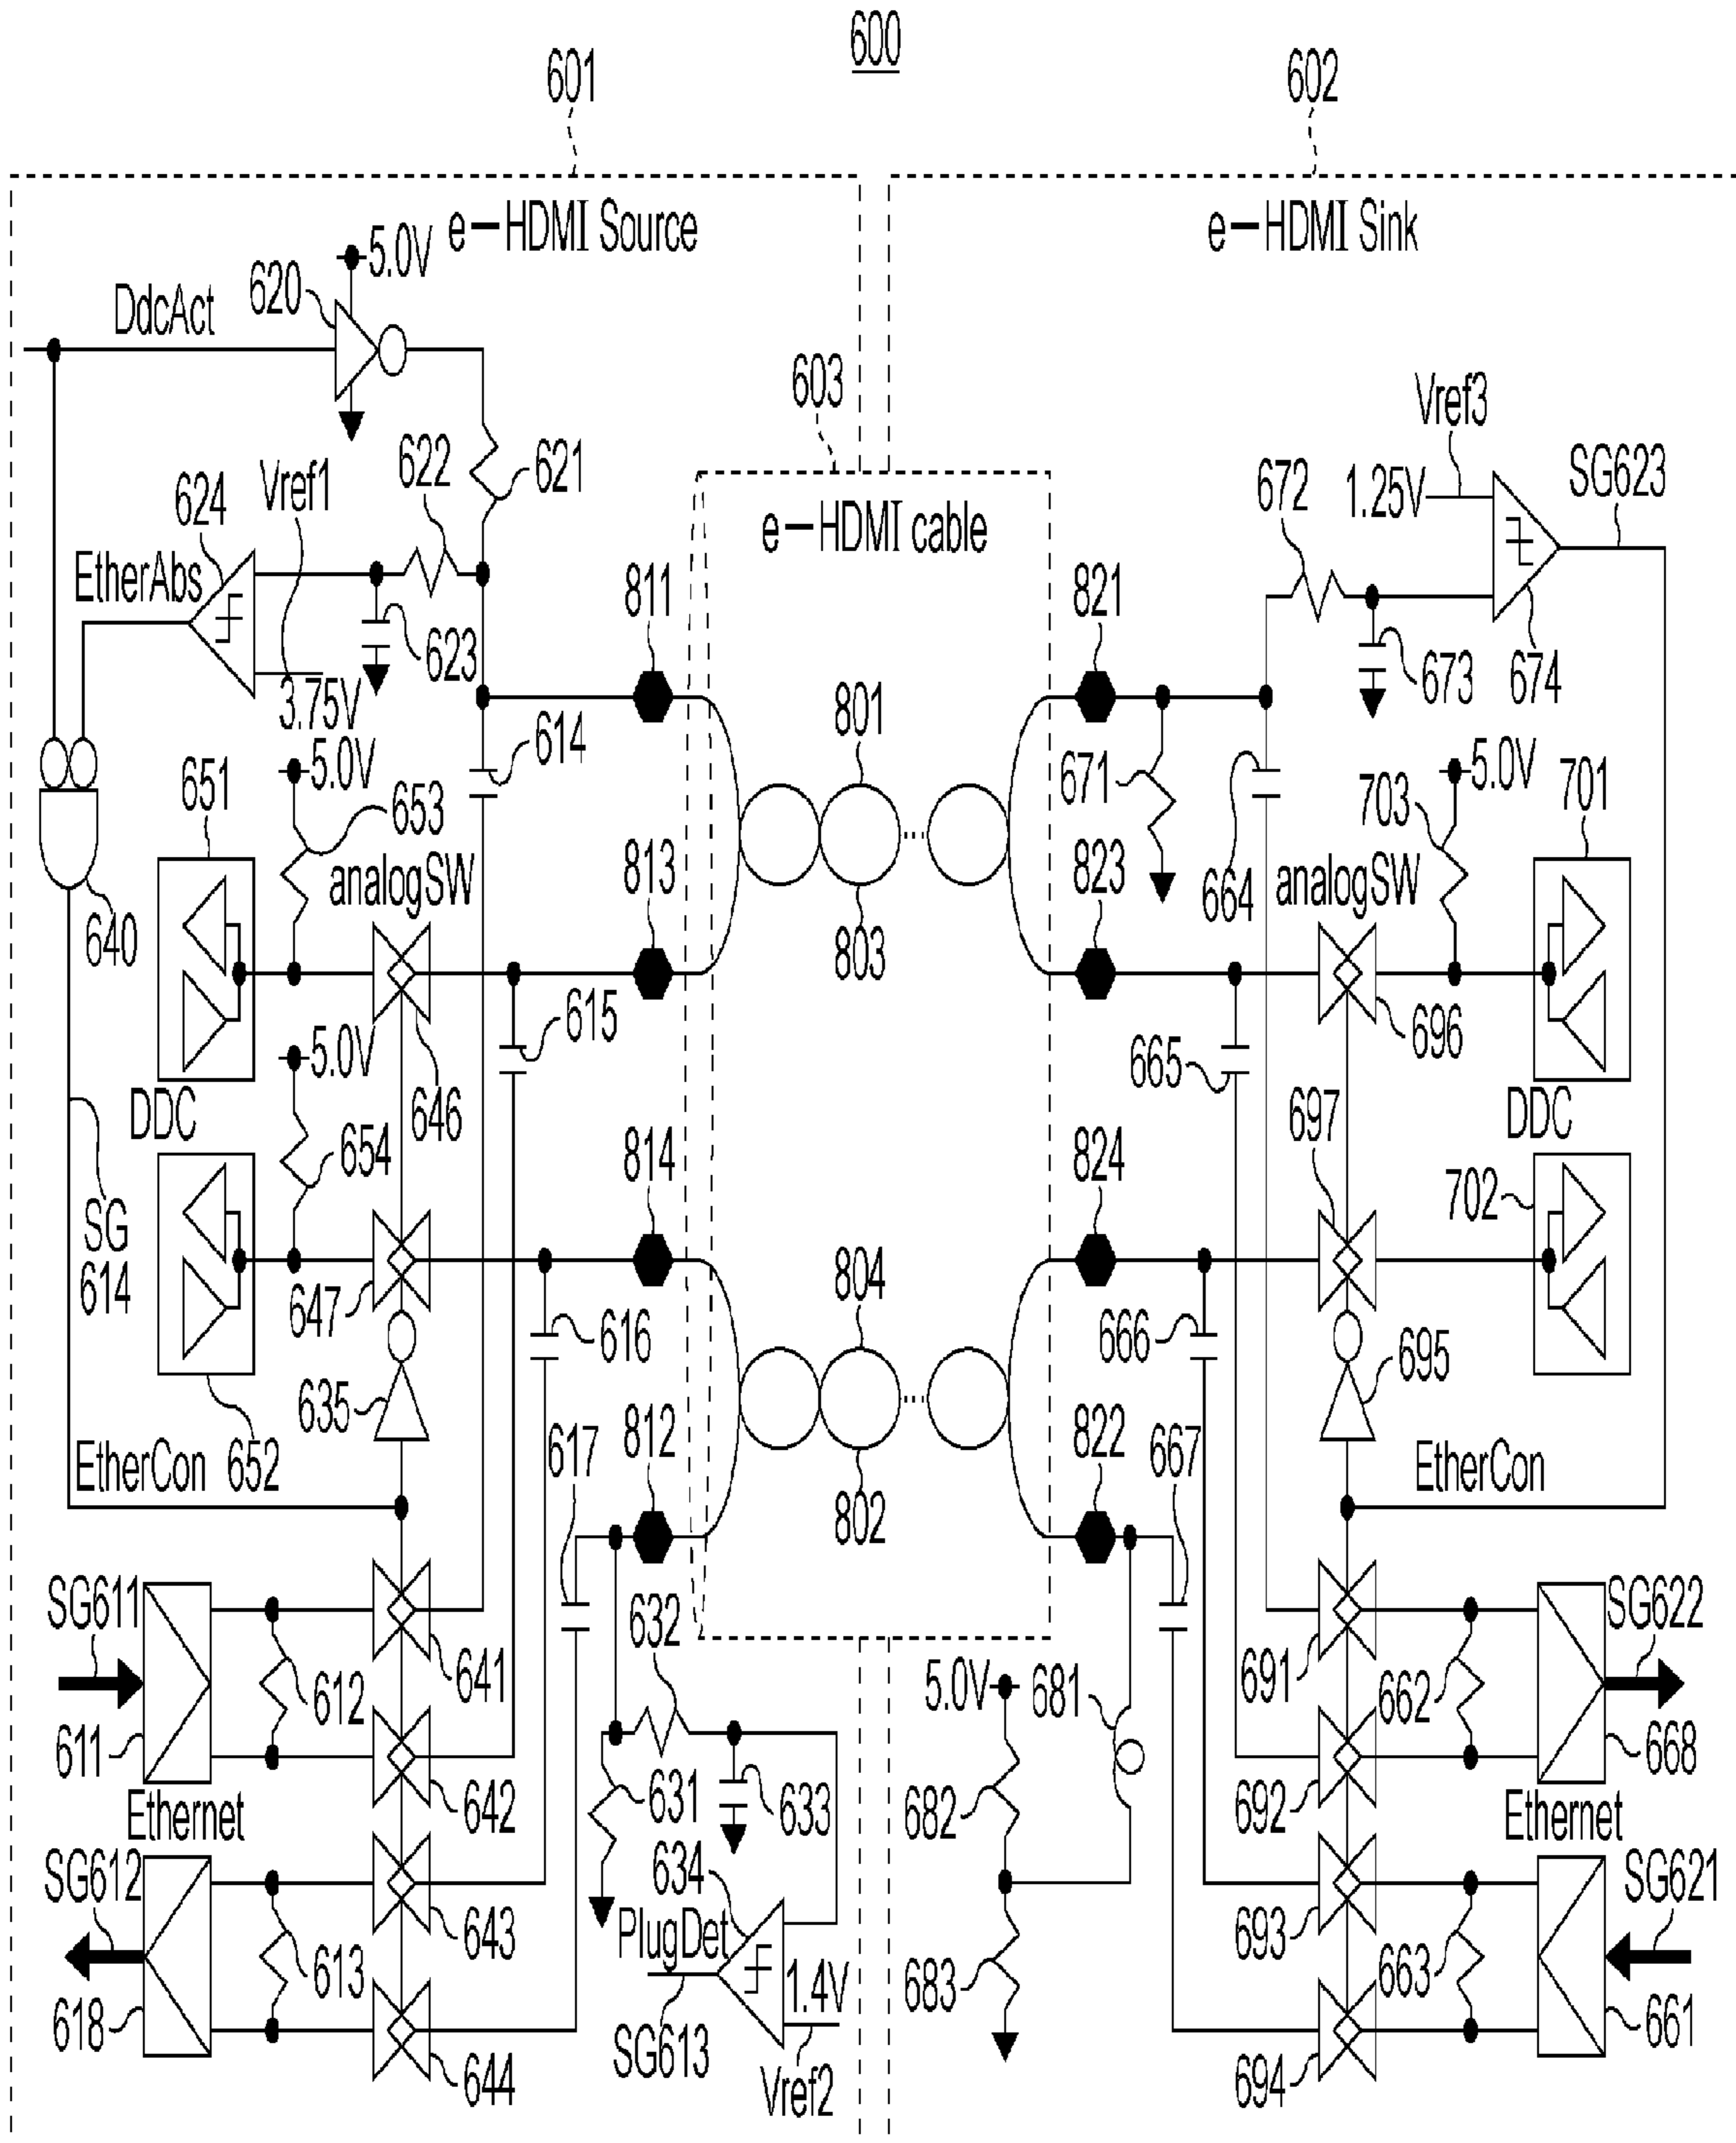 600
601
602
e-HDMI Source
e-HDMI Sink
5.0V
620
DdcAct
603
Vref3
622
621
672
1.25V
SG623
624
Vref1
e-HDMI cable
EtherAbs
811
821
623
673
674
3.75V
801
614
5.0V
5.0V
651
671
703
701
653
813
823
analogSW
analogSW
664
640
803
615
696
5.0V
665
DDC
646
697
DDC
654
814
824
702
SG
614
804
647
616
666
635
695
812
822
617
667
EtherCon
652
EtherCon
802
SG611
SG622
632
612
641
5.0V
681
691
662
611
668
631
633
682
642
692
Ethernet
Ethernet
634
SG612
SG621
PlugDet
643
693
613
1.4V
683
663
618
SG613
661
644
Vref2
694